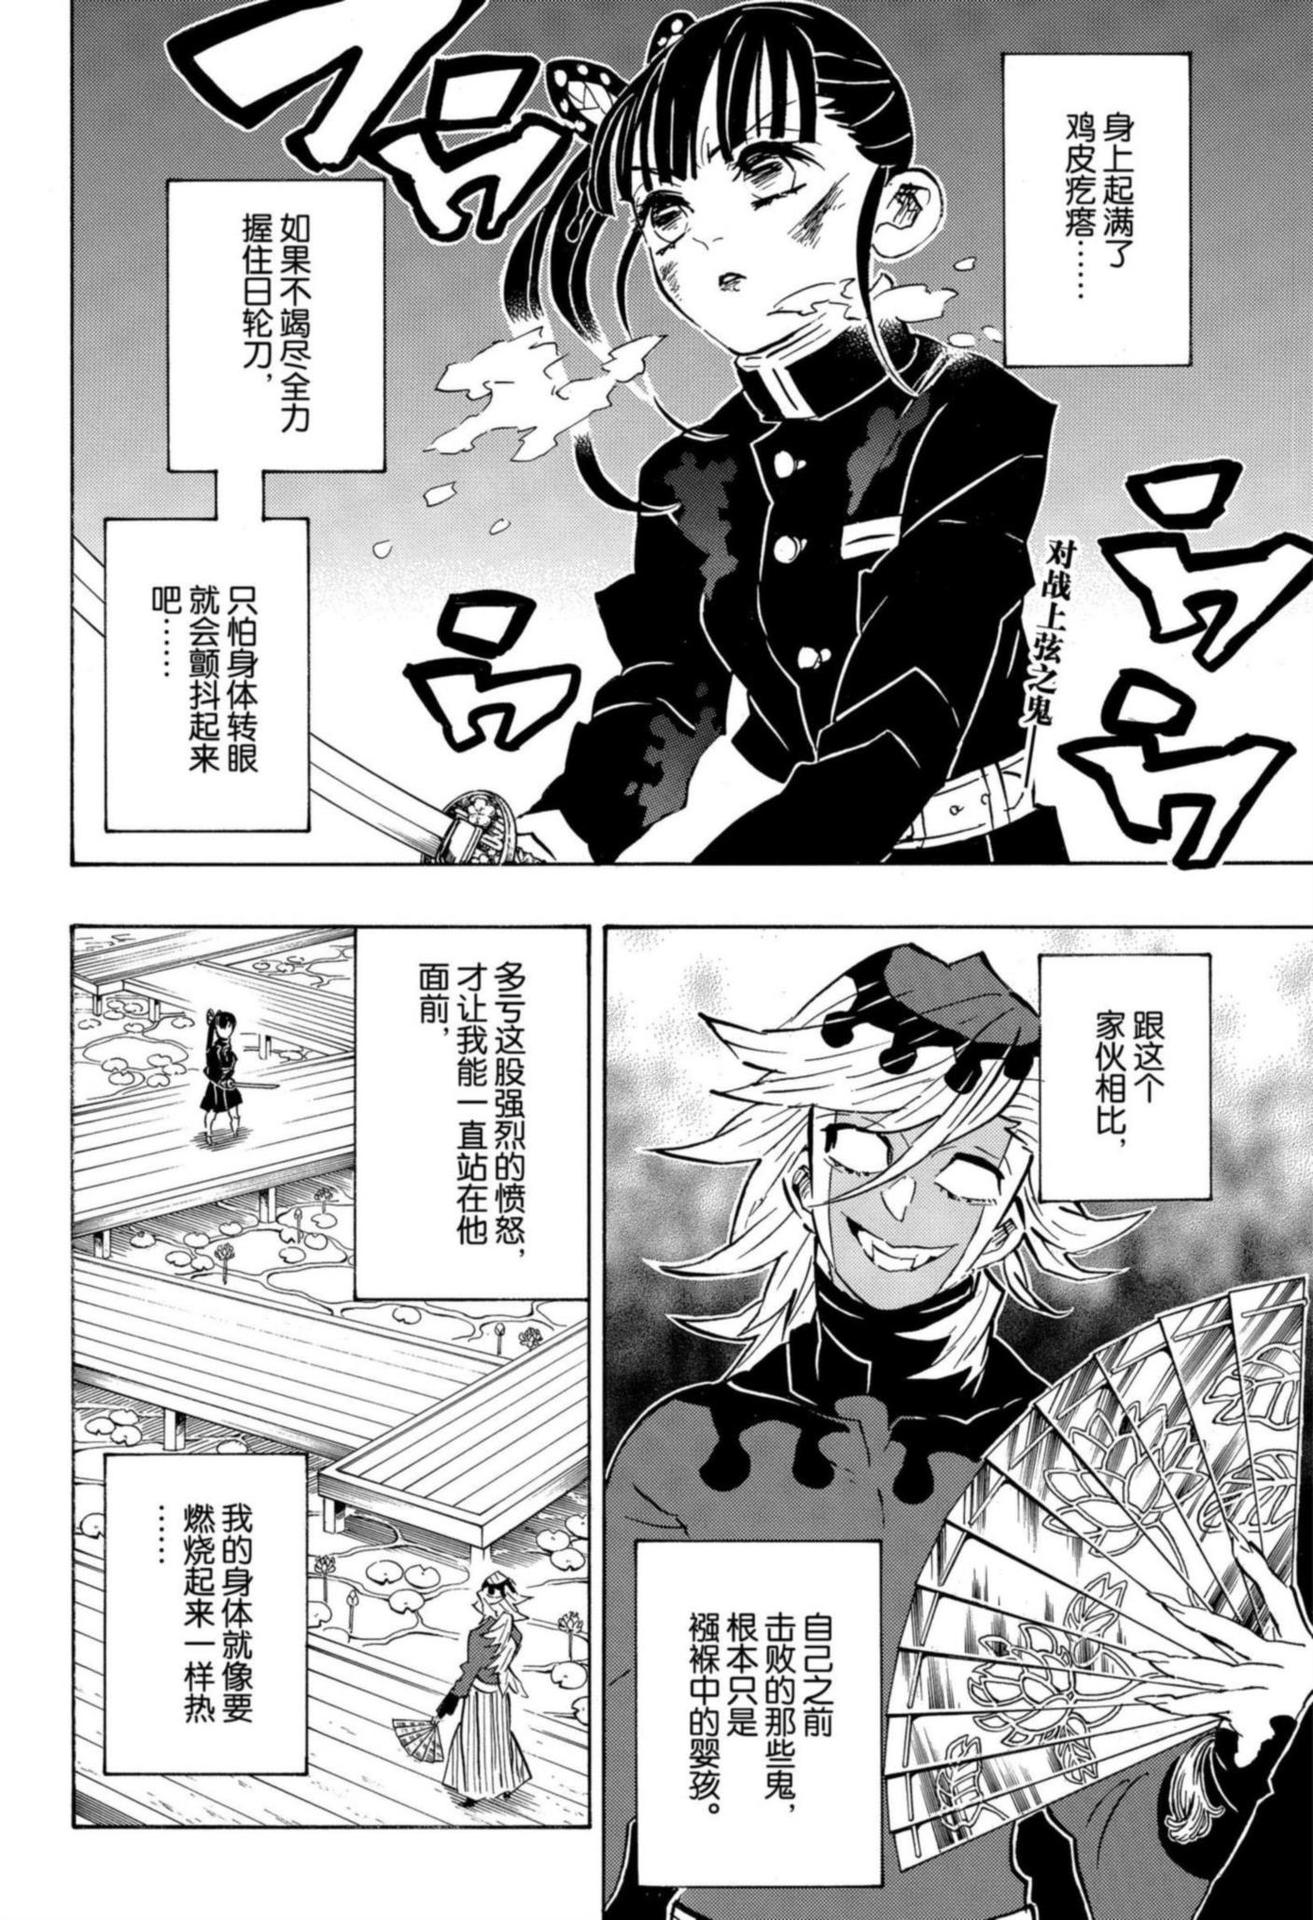 身上起满了
鸡皮疙瘩……
如果不竭尽全力
握住日轮刀，
只怕身体转眼
就会颤抖起来
吧……
对战上弦之鬼
跟这个
家伙相比，
自己之前
击败的那些鬼，
根本只是
襁褓中的婴孩。
多亏这股强烈的愤怒，
才让我能一直站在他
面前，
我的身体就像要
燃烧起来一样热
……